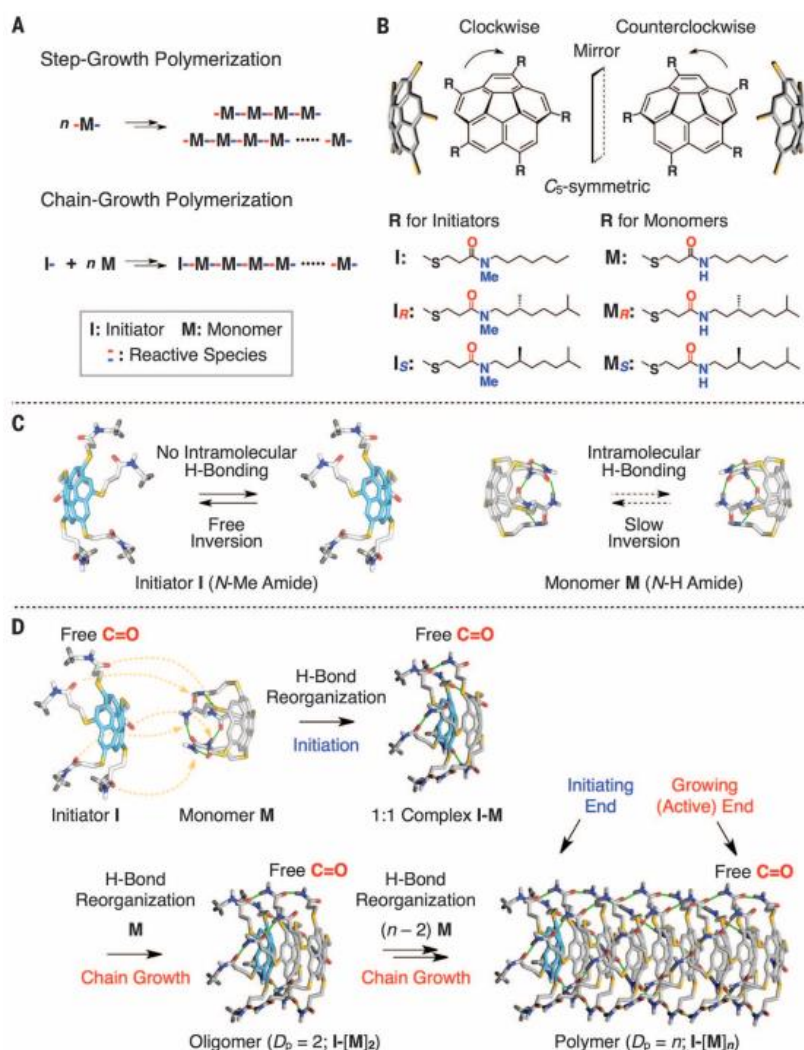 A
Step-Growth Polymerization
n -M-
-M-M-M-M-
-M-M-M-M- ····· -M-
Chain-Growth Polymerization
I- + n M
I-M-M-M-M- ····· -M-
I: Initiator M: Monomer
: Reactive Species
B
Clockwise
Mirror
Counterclockwise
R R R R R
R R R R R
C5-symmetric
R for Initiators
R for Monomers
I: S O N Me
M: S O N H
IR: S O N Me
MR: S O N H
IS: S O N Me
MS: S O N H
C
No Intramolecular
H-Bonding
Free
Inversion
Initiator I (N-Me Amide)
Intramolecular
H-Bonding
Slow
Inversion
Monomer M (N-H Amide)
D
Free C=O
Initiator I
Monomer M
H-Bond
Reorganization
Initiation
Free C=O
1:1 Complex I-M
Initiating
End
Growing
(Active) End
H-Bond
Reorganization
M
Chain Growth
Free C=O
Oligomer (Dp = 2; I-[M]2)
H-Bond
Reorganization
(n – 2) M
Chain Growth
Free C=O
Polymer (Dp = n; I-[M]n)